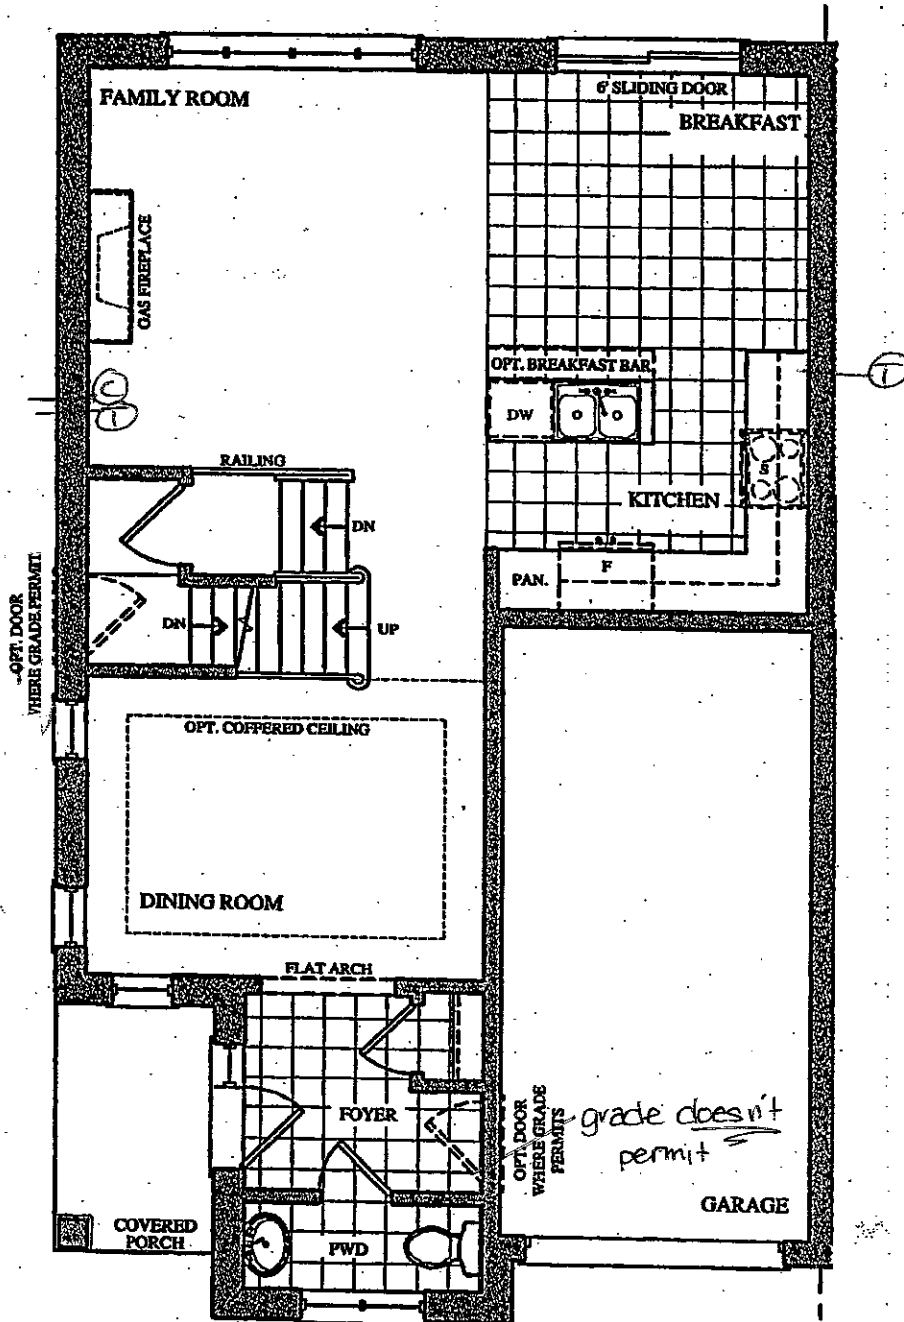 FAMILY ROOM
6' SLIDING DOOR
BREAKFAST
GAS FIREPLACE
OPT. BREAKFAST BAR
DW
S
KITCHEN
RAILING
DN
F
PAN.
OPT. DOOR
WHERE GRADE PERMIT
DN
UP
OPT. COFFERED CEILING
DINING ROOM
FLAT ARCH
FOYER
OPT. DOOR
WHERE GRADE
PERMITS
grade doesn't
permit
GARAGE
COVERED
PORCH
PWD